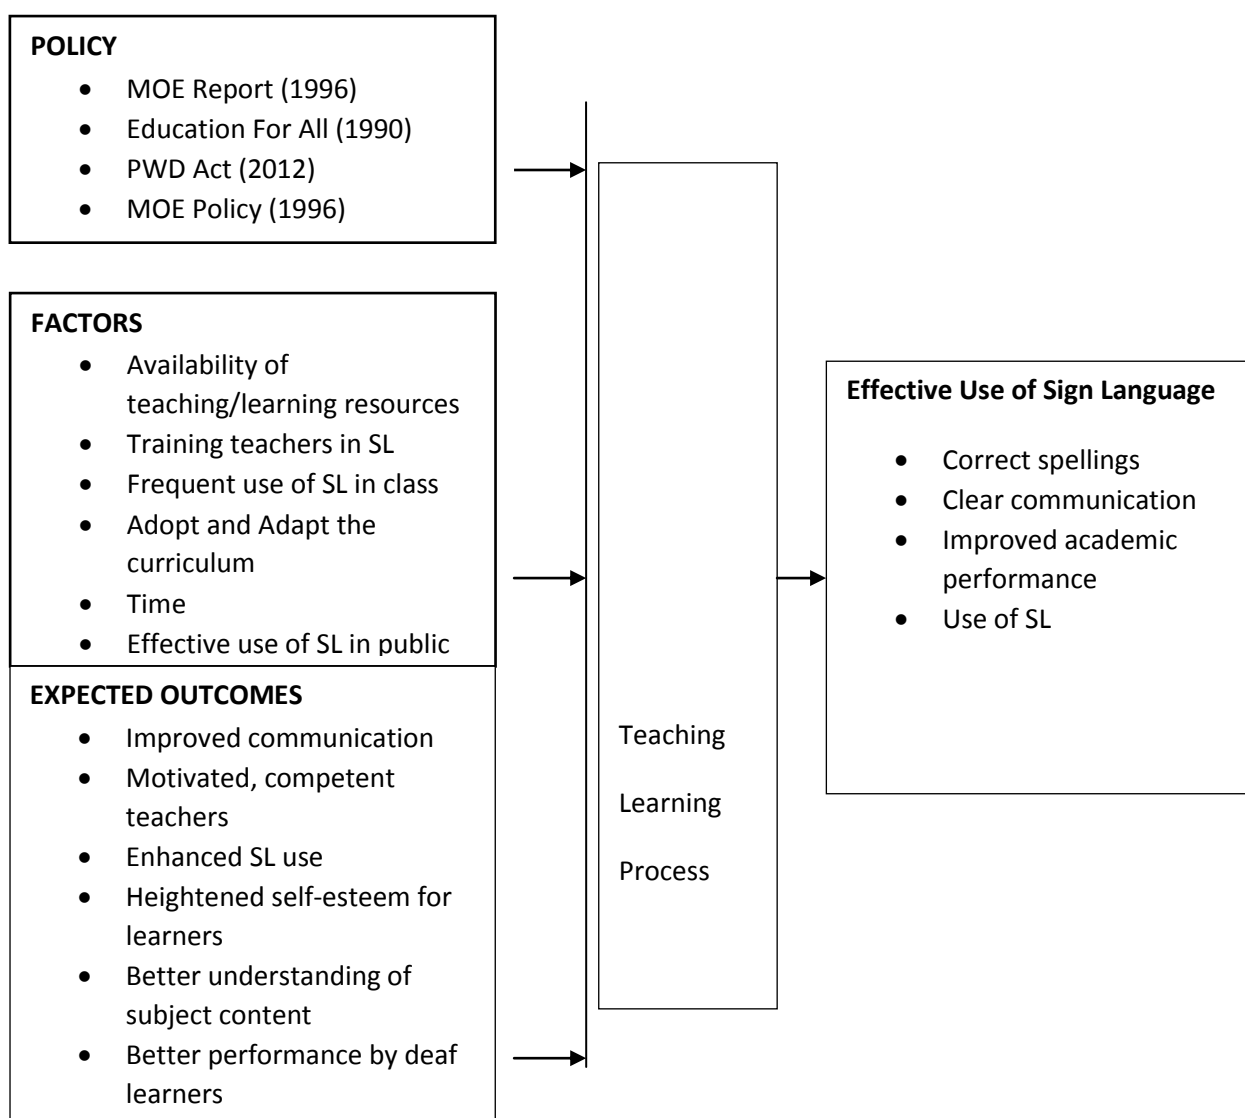 POLICY
• MOE Report (1996)
• Education For All (1990)
• PWD Act (2012)
• MOE Policy (1996)
FACTORS
• Availability of
teaching/learning resources
• Training teachers in SL
• Frequent use of SL in class
• Adopt and Adapt the
curriculum
• Time
• Effective use of SL in public
EXPECTED OUTCOMES
• Improved communication
• Motivated, competent
teachers
• Enhanced SL use
• Heightened self-esteem for
learners
• Better understanding of
subject content
• Better performance by deaf
learners
Teaching
Learning
Process
Effective Use of Sign Language
• Correct spellings
• Clear communication
• Improved academic
performance
• Use of SL